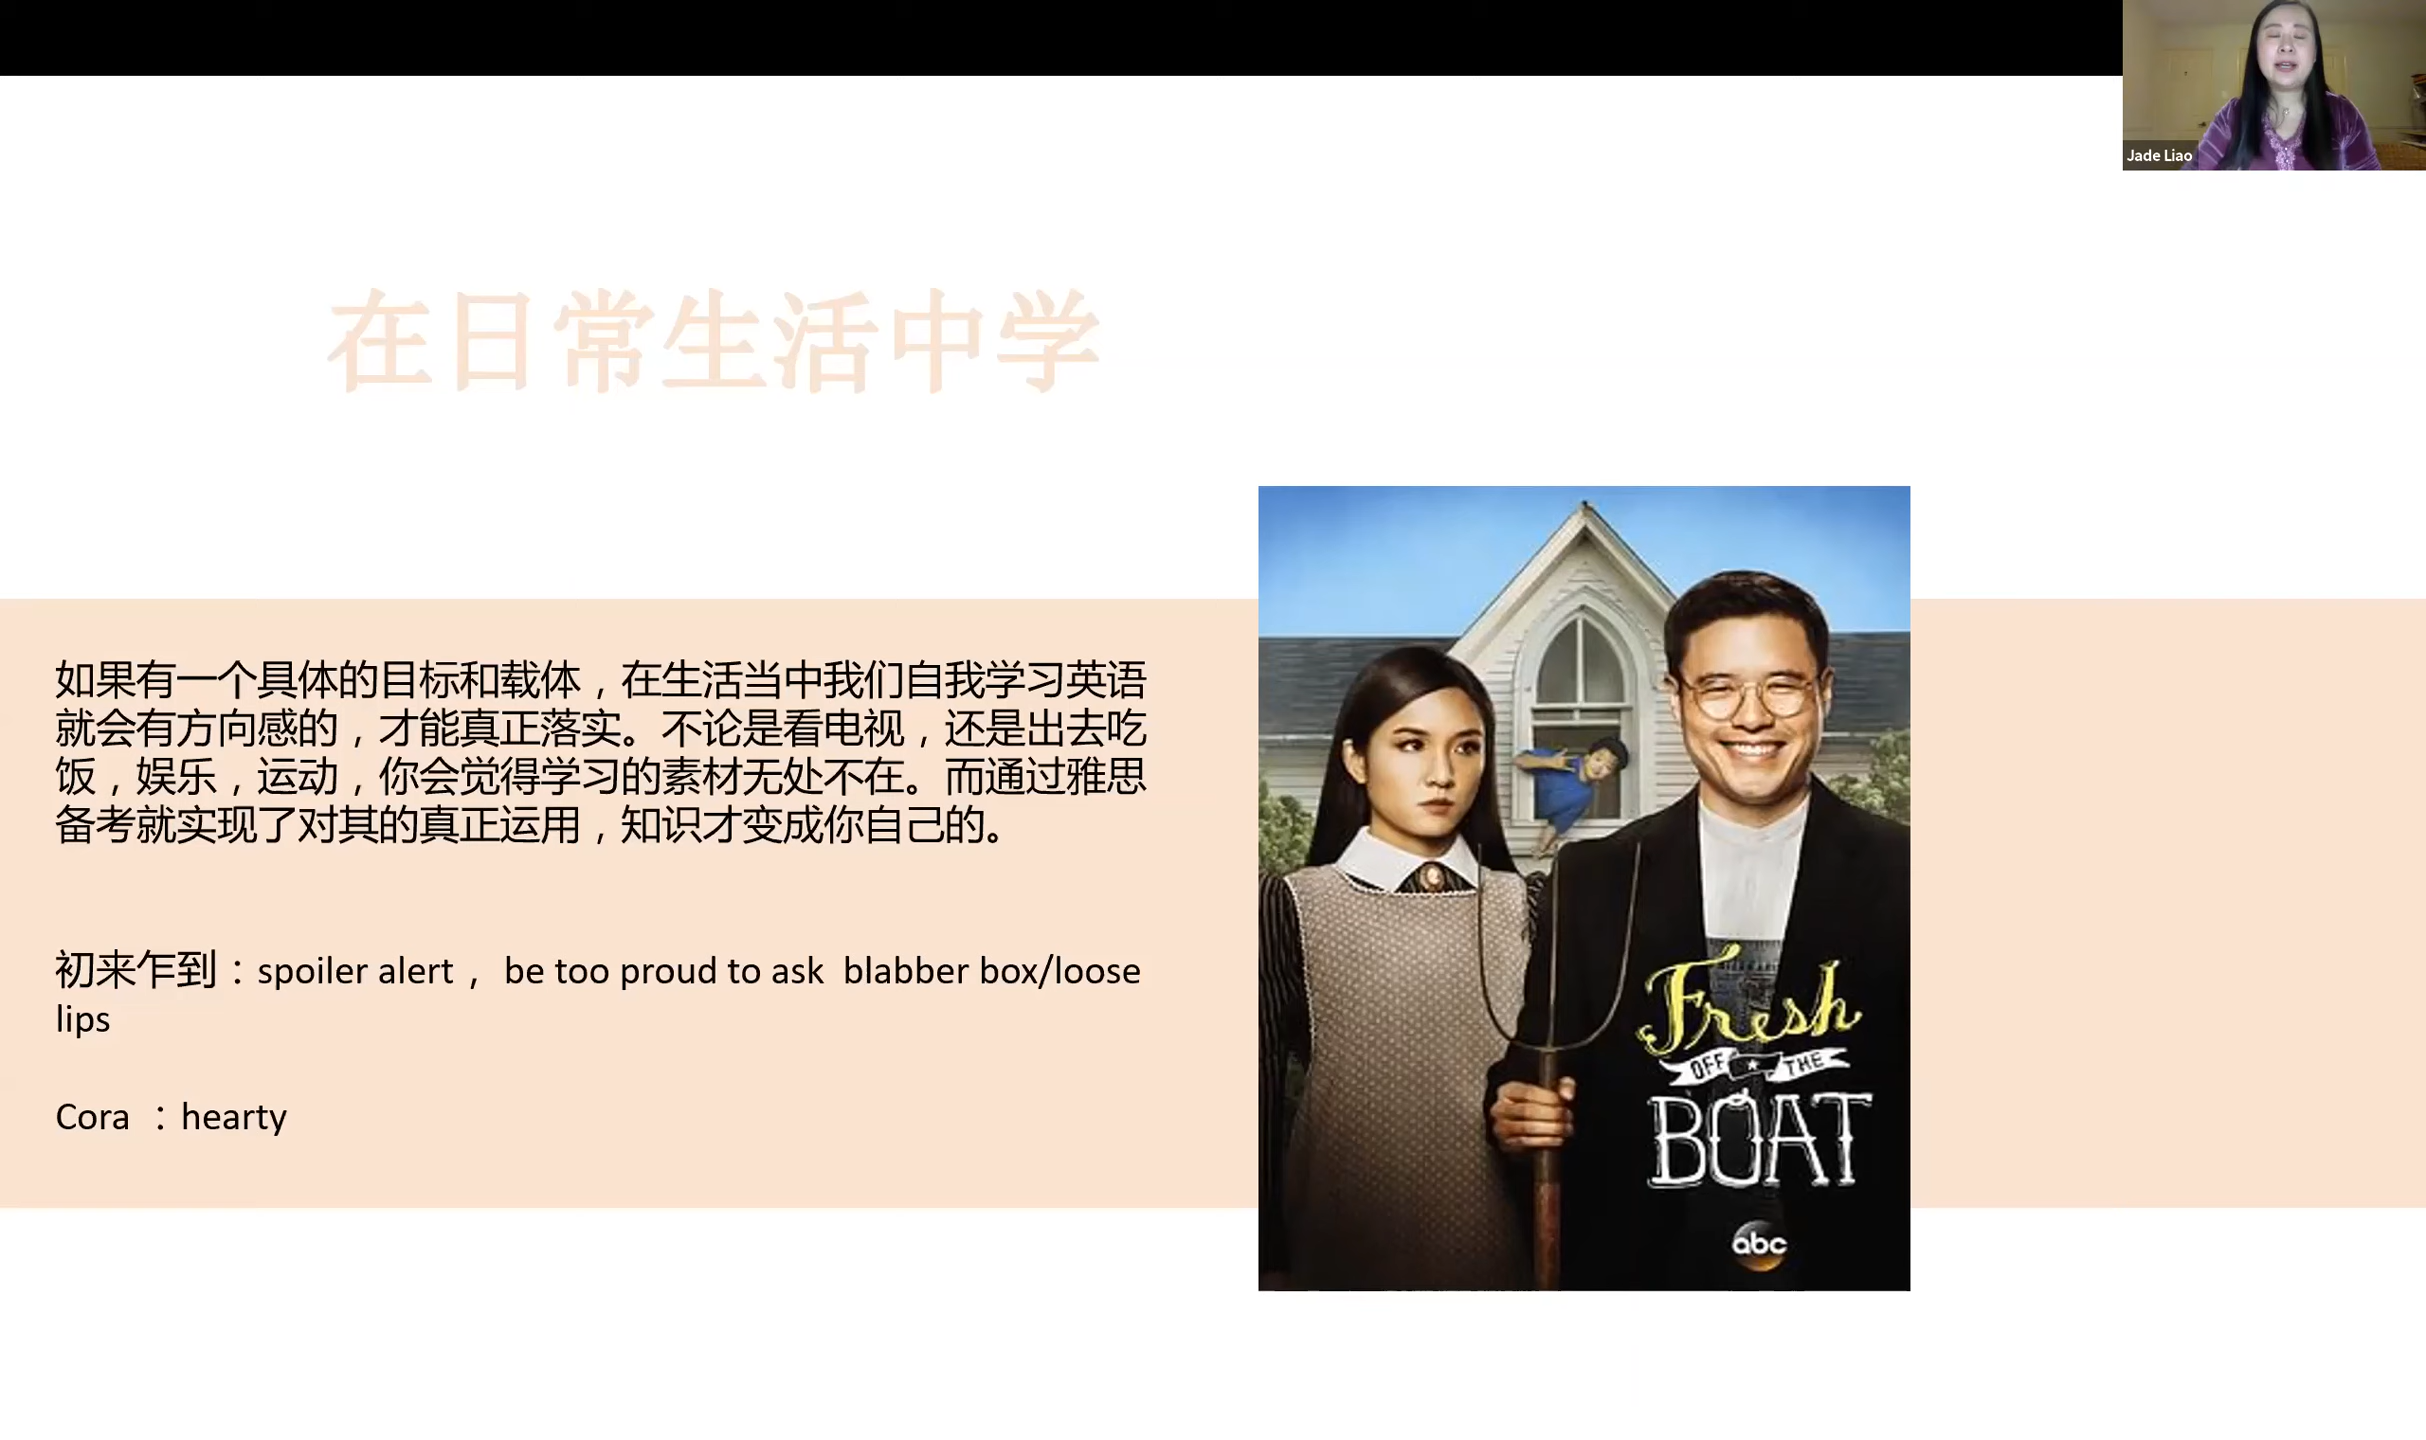 Jade Liao
在日常生活中学
如果有一个具体的目标和载体，在生活当中我们自我学习英语
就会有方向感的，才能真正落实。不论是看电视，还是出去吃
饭，娱乐，运动，你会觉得学习的素材无处不在。而通过雅思
备考就实现了对其的真正运用，知识才变成你自己的。
初来乍到：spoiler alert， be too proud to ask  blabber box/loose
lips
Cora ：hearty
Fresh
OFF THE
BOAT
abc